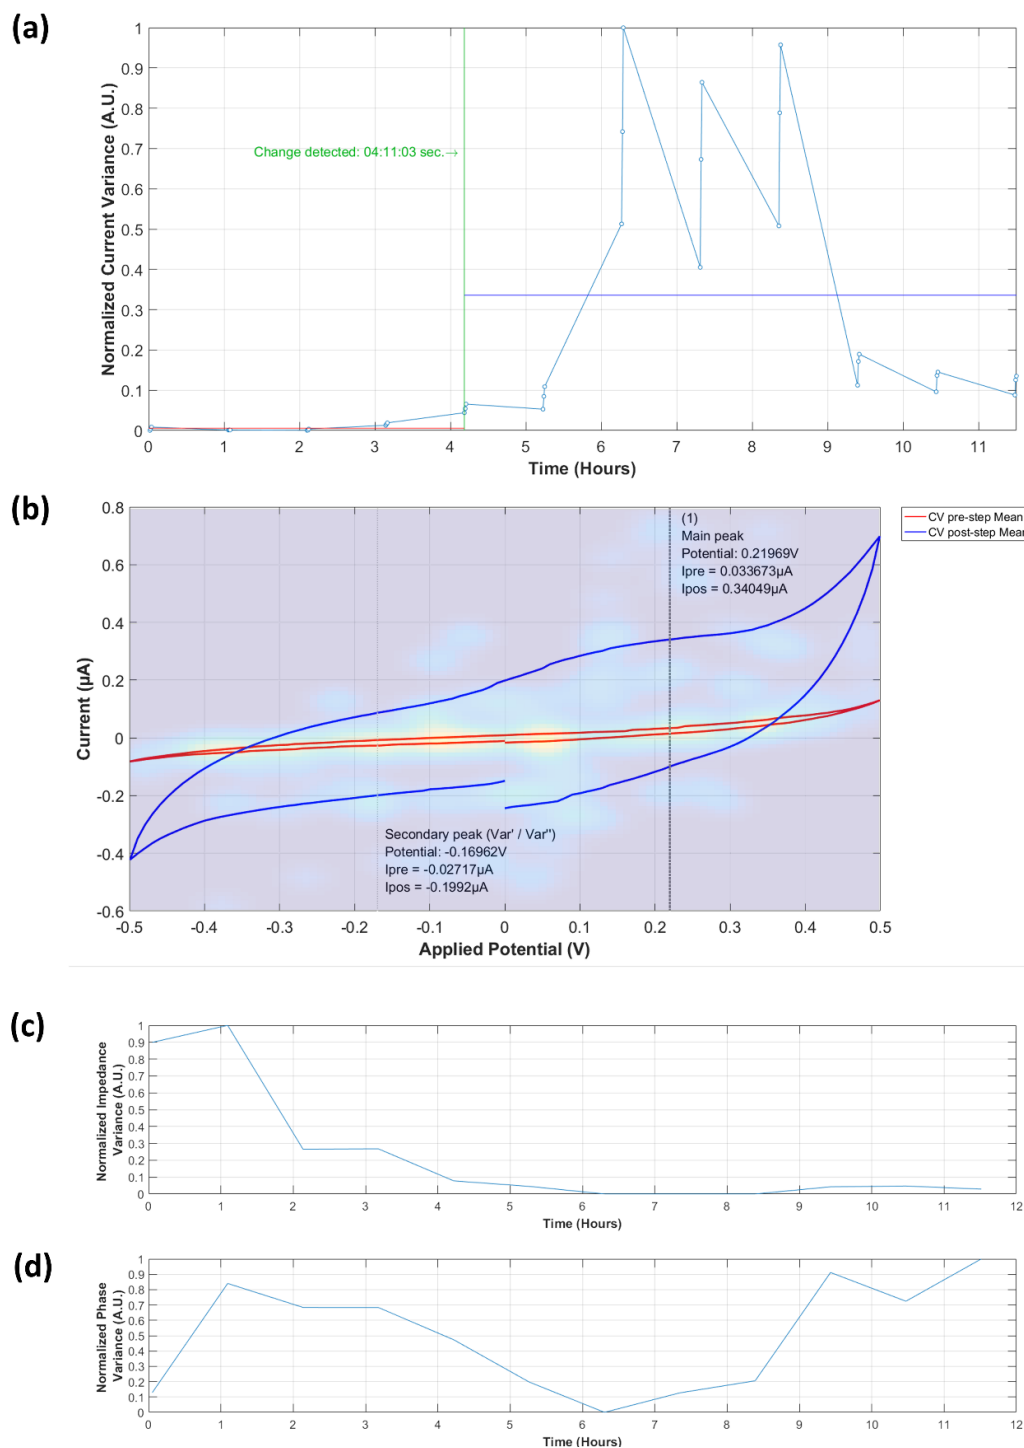 (a)
Normalized Current Variance (A.U.)
1
0.9
0.8
0.7
0.6
0.5
0.4
0.3
0.2
0.1
0
Change detected: 04:11:03 sec.→
0 1 2 3 4 5 6 7 8 9 10 11
Time (Hours)
(b)
Current (µA)
0.8
0.6
0.4
0.2
0
-0.2
-0.4
-0.6
(1)
Main peak
Potential: 0.21969V
Ipre = 0.033673µA
Ipos = 0.34049µA
CV pre-step Mean
CV post-step Mean
Secondary peak (Var' / Var'')
Potential: -0.16962V
Ipre = -0.02717µA
Ipos = -0.1992µA
-0.5 -0.4 -0.3 -0.2 -0.1 0 0.1 0.2 0.3 0.4 0.5
Applied Potential (V)
(c)
Normalized Impedance
Variance (A.U.)
1
0.9
0.8
0.7
0.6
0.5
0.4
0.3
0.2
0.1
0
0 1 2 3 4 5 6 7 8 9 10 11 12
Time (Hours)
(d)
Normalized Phase
Variance (A.U.)
1
0.9
0.8
0.7
0.6
0.5
0.4
0.3
0.2
0.1
0
0 1 2 3 4 5 6 7 8 9 10 11 12
Time (Hours)